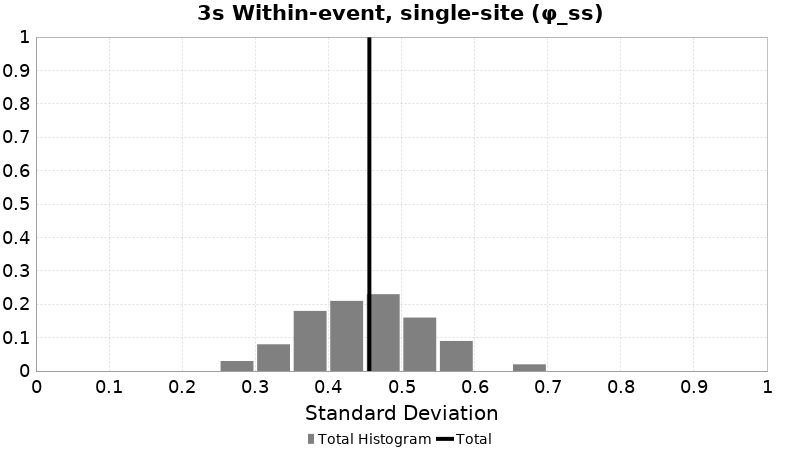 3s Within-event, single-site (φ_ss)
1
0.9
0.8
0.7
0.6
0.5
0.4
0.3
0.2
0.1
0
0 0.1 0.2 0.3 0.4 0.5 0.6 0.7 0.8 0.9 1
Standard Deviation
Total Histogram Total